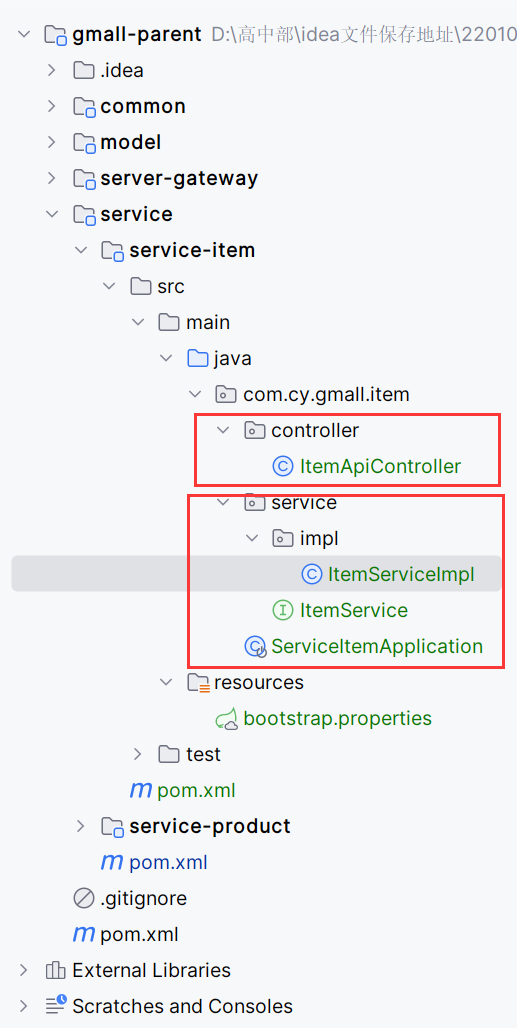 gmall-parent D:\高中部\idea文件保存地址\22010
.idea
common
model
server-gateway
service
service-item
src
main
java
com.cy.gmall.item
controller
ItemApiController
service
impl
ItemServiceImpl
ItemService
ServiceItemApplication
resources
bootstrap.properties
test
pom.xml
service-product
pom.xml
.gitignore
pom.xml
External Libraries
Scratches and Consoles